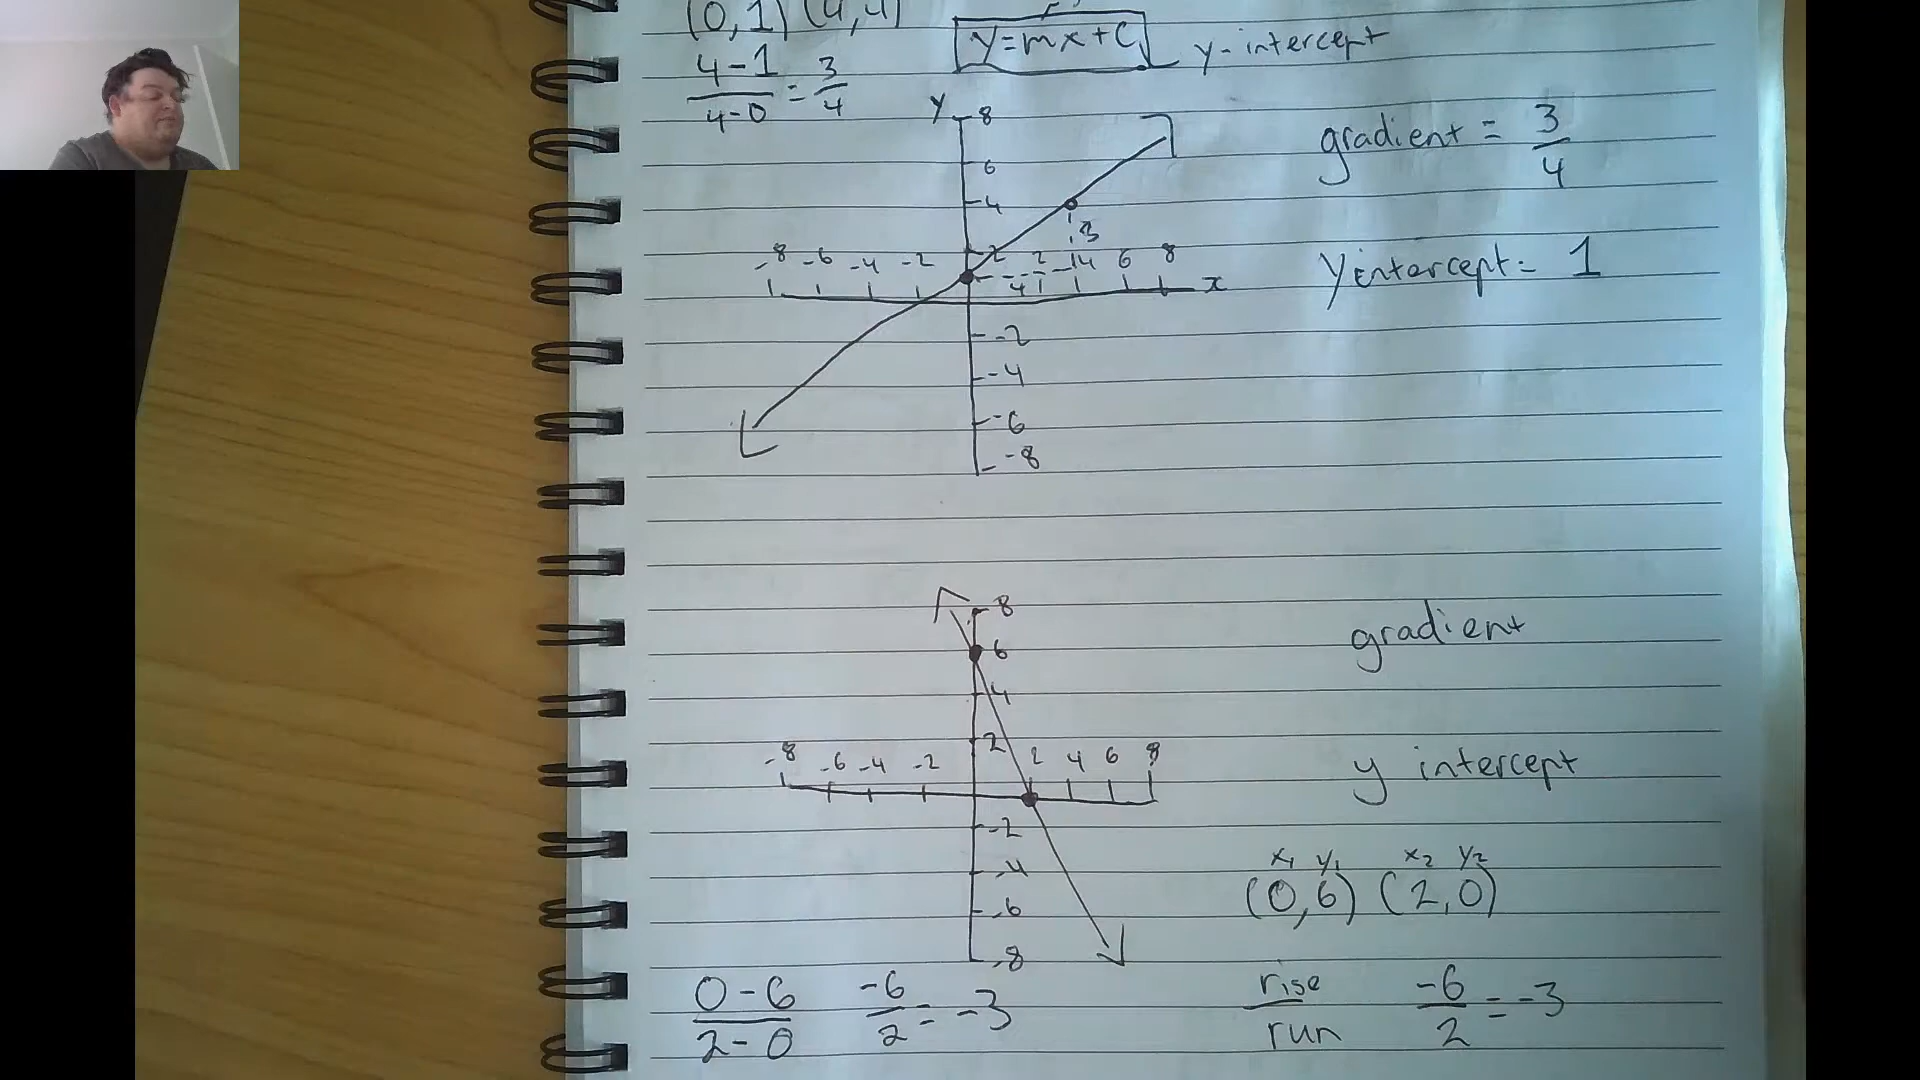 (0,1) (4,4)
y=mx+c
y-intercept
4-1
4-0
= 3
4
y
8
6
4
3
-8 -6 -4 -2 2 2 4 6 8
4
x
-2
-4
-6
-8
gradient = 3
4
Y intercept = 1
8
6
4
2
-8 -6 -4 -2 2 4 6 8
-2
-4
-6
-8
gradient
y intercept
x1 y1 x2 y2
(0,6) (2,0)
0-6
2-0
-6
2
= -3
rise
run
-6
2
= -3